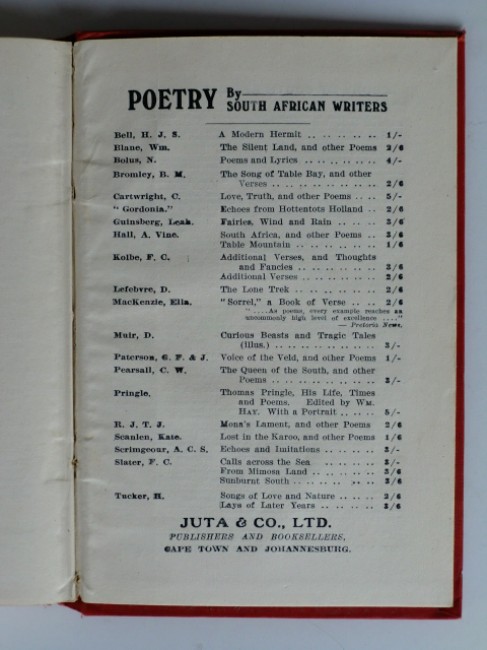 POETRY By SOUTH AFRICAN WRITERS
Bell, H. J. S. A Modern Hermit .. .. .. .. .. 1/-
Blane, Wm. The Silent Land, and other Poems 2/6
Bolus, N. Poems and Lyrics .. .. .. .. .. 4/-
Bromley, B. M. The Song of Table Bay, and other
Verses .. .. .. .. .. .. .. .. 2/6
Cartwright, C. Love, Truth, and other Poems .. 5/-
"Gordonia." Echoes from Hottentots Holland .. 2/6
Guinsberg, Leah. Fairies, Wind and Rain .. .. .. 3/6
Hall, A. Vine. South Africa, and other Poems .. 3/6
Table Mountain .. .. .. .. .. 1/6
Kolbe, F. C. Additional Verses, and Thoughts
and Fancies .. .. .. .. .. .. 2/6
Additional Verses .. .. .. .. .. 2/6
Lefebvre, D. The Lone Trek .. .. .. .. .. 2/6
MacKenzie, Ella. "Sorrel," a Book of Verse .. .. 2/6
"....As poems, every example reaches an
uncommonly high level of excellence ...."
— Pretoria News.
Muir, D. Curious Beasts and Tragic Tales
(Illus.) .. .. .. .. .. .. .. .. 3/-
Paterson, G. F. & J. Voice of the Veld, and other Poems 1/-
Pearsall, C. W. The Queen of the South, and other
Poems .. .. .. .. .. .. .. .. 2/-
Pringle. Thomas Pringle, His Life, Times
and Poems. Edited by WM.
HAY. With a Portrait .. .. .. 5/-
R. J. T. J. Mona's Lament, and other Poems 2/6
Scanlen, Kate. Lost in the Karoo, and other Poems 1/6
Scrimgeour, A. C. S. Echoes and Imitations .. .. .. 2/-
Slater, F. C. Calls across the Sea .. .. .. .. 2/-
From Mimosa Land .. .. .. .. .. 3/6
Sunburnt South .. .. .. .. .. .. 3/6
Tucker, H. Songs of Love and Nature .. .. .. 2/6
Lays of Later Years .. .. .. .. 2/6
JUTA & CO., LTD.
PUBLISHERS AND BOOKSELLERS,
CAPE TOWN AND JOHANNESBURG.